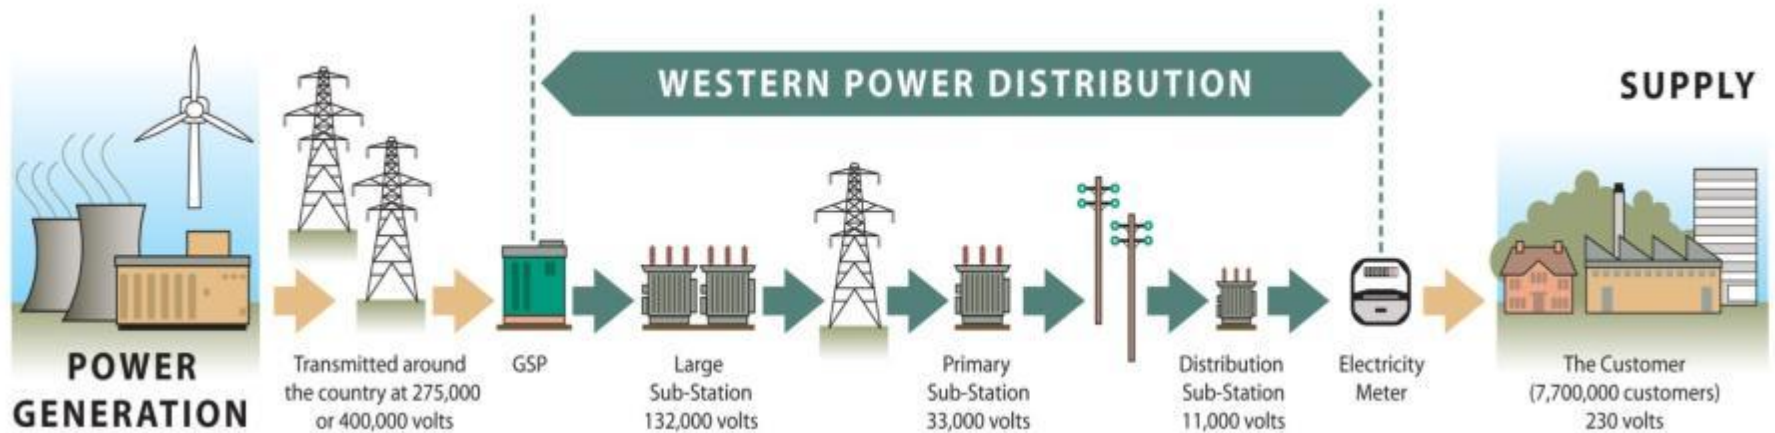 WESTERN POWER DISTRIBUTION
SUPPLY
POWER
GENERATION
Transmitted around
the country at 275,000
or 400,000 volts
GSP
Large
Sub-Station
132,000 volts
Primary
Sub-Station
33,000 volts
Distribution
Sub-Station
11,000 volts
Electricity
Meter
The Customer
(7,700,000 customers)
230 volts